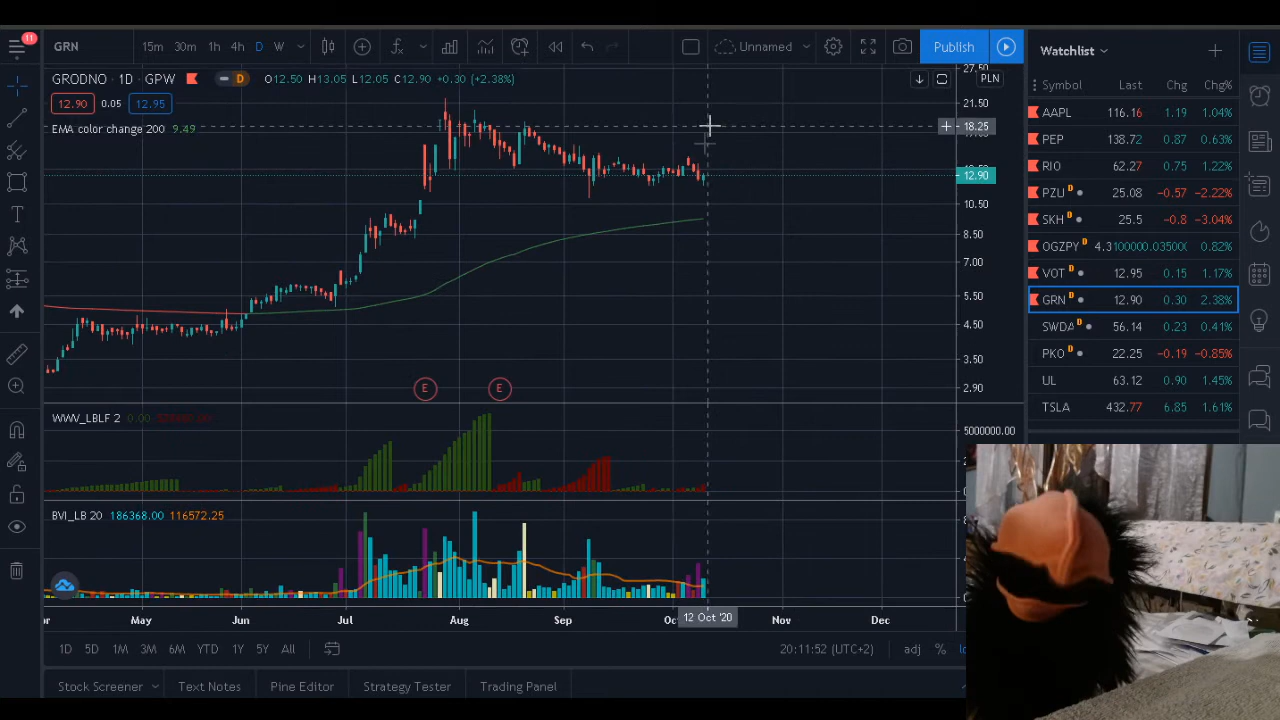 11
GRN
15m 30m 1h 4h D W
Unnamed
Publish
Watchlist
GRODNO · 1D · GPW
D
O12.50 H13.05 L12.05 C12.90 +0.30 (+2.38%)
PLN
12.90 0.05 12.95
EMA color change 200 9.49
27.50
21.50
18.25
12.90
10.50
8.50
7.00
5.50
4.50
3.50
2.90
E E
Symbol Last Chg Chg%
AAPL 116.16 1.19 1.04%
PEP 138.72 0.87 0.63%
RIO 62.27 0.75 1.22%
PZU D 25.08 −0.57 −2.22%
SKH D 25.5 −0.8 −3.04%
OGZPY D 4.3100000.03500( 0.82%
VOT D 12.95 0.15 1.17%
GRN D 12.90 0.30 2.38%
SWDA D 56.14 0.23 0.41%
PKO D 22.25 −0.19 −0.85%
UL 63.12 0.90 1.45%
TSLA 432.77 6.85 1.61%
WWV_LBLF 2 0.00
5000000.00
BVI_LB 20 186368.00 116572.25
May Jun Jul Aug Sep 12 Oct '20 Nov Dec
1D 5D 1M 3M 6M YTD 1Y 5Y All
20:11:52 (UTC+2) adj %
Stock Screener Text Notes Pine Editor Strategy Tester Trading Panel